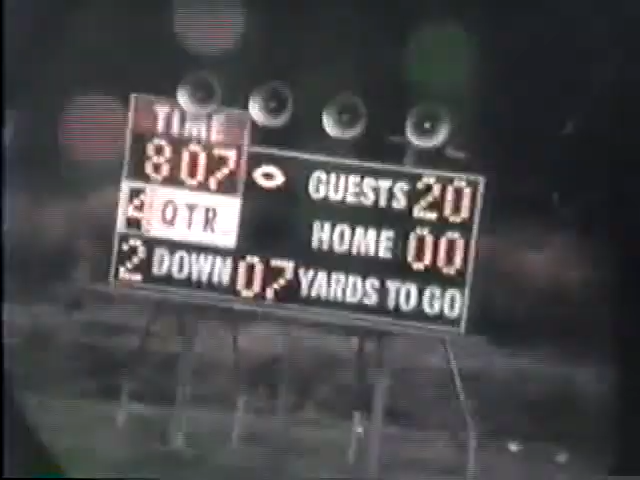 TIME
8 07
GUESTS 20
4 QTR
HOME 00
2 DOWN 07 YARDS TO GO